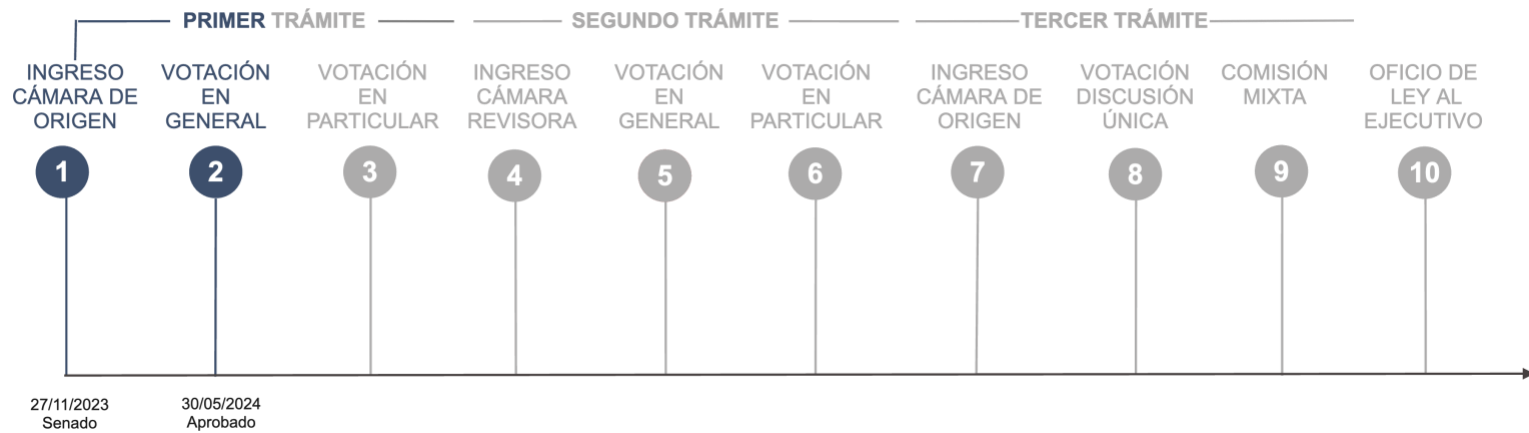 PRIMER TRÁMITE
SEGUNDO TRÁMITE
TERCER TRÁMITE
INGRESO
CÁMARA DE
ORIGEN
VOTACIÓN
EN
GENERAL
VOTACIÓN
EN
PARTICULAR
INGRESO
CÁMARA
REVISORA
VOTACIÓN
EN
GENERAL
VOTACIÓN
EN
PARTICULAR
INGRESO
CÁMARA DE
ORIGEN
VOTACIÓN
DISCUSIÓN
ÚNICA
COMISIÓN
MIXTA
OFICIO DE
LEY AL
EJECUTIVO
1
2
3
4
5
6
7
8
9
10
27/11/2023
Senado
30/05/2024
Aprobado